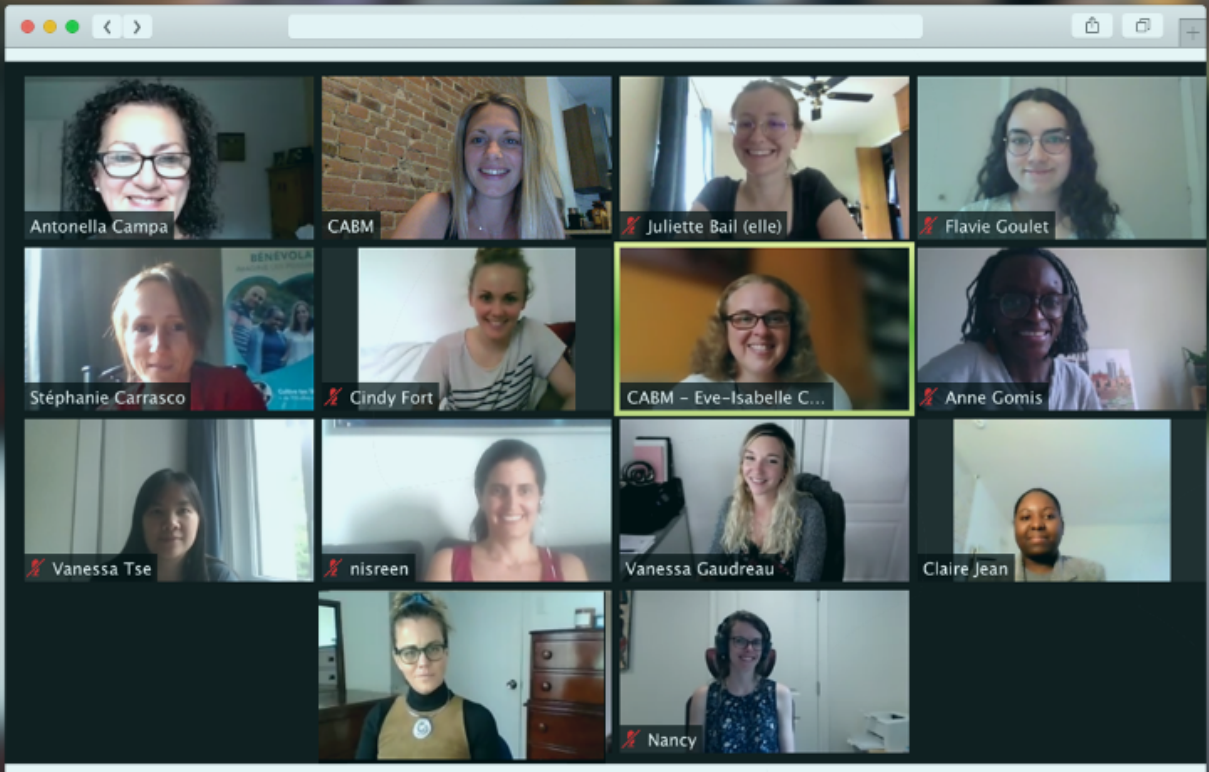 Antonella Campa
CABM
Juliette Bail (elle)
Flavie Goulet
BÉNÉVOLA
Stéphanie Carrasco
Cindy Fort
CABM – Eve-Isabelle C...
Anne Gomis
Vanessa Tse
nisreen
Vanessa Gaudreau
Claire Jean
Nancy